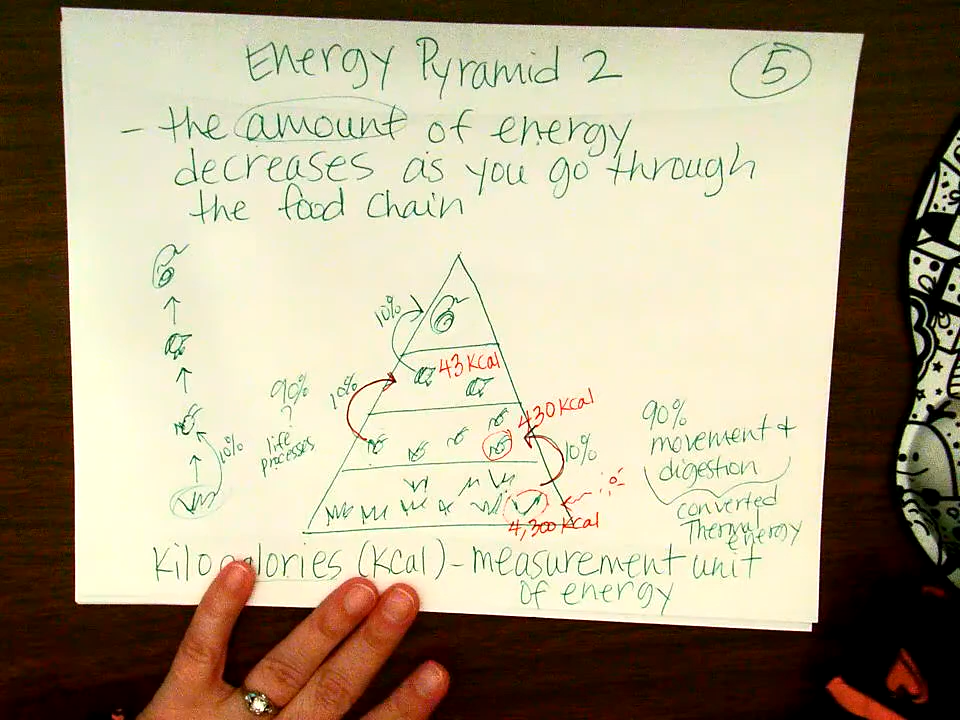 Energy Pyramid 2
5
- the amount of energy
decreases as you go through
the food chain
10%
43 Kcal
90%
?
life
processes
10%
430 Kcal
10%
10%
90%
movement +
digestion
converted
Thermal energy
4,300 Kcal
Kilocalories (Kcal) - measurement unit
of energy